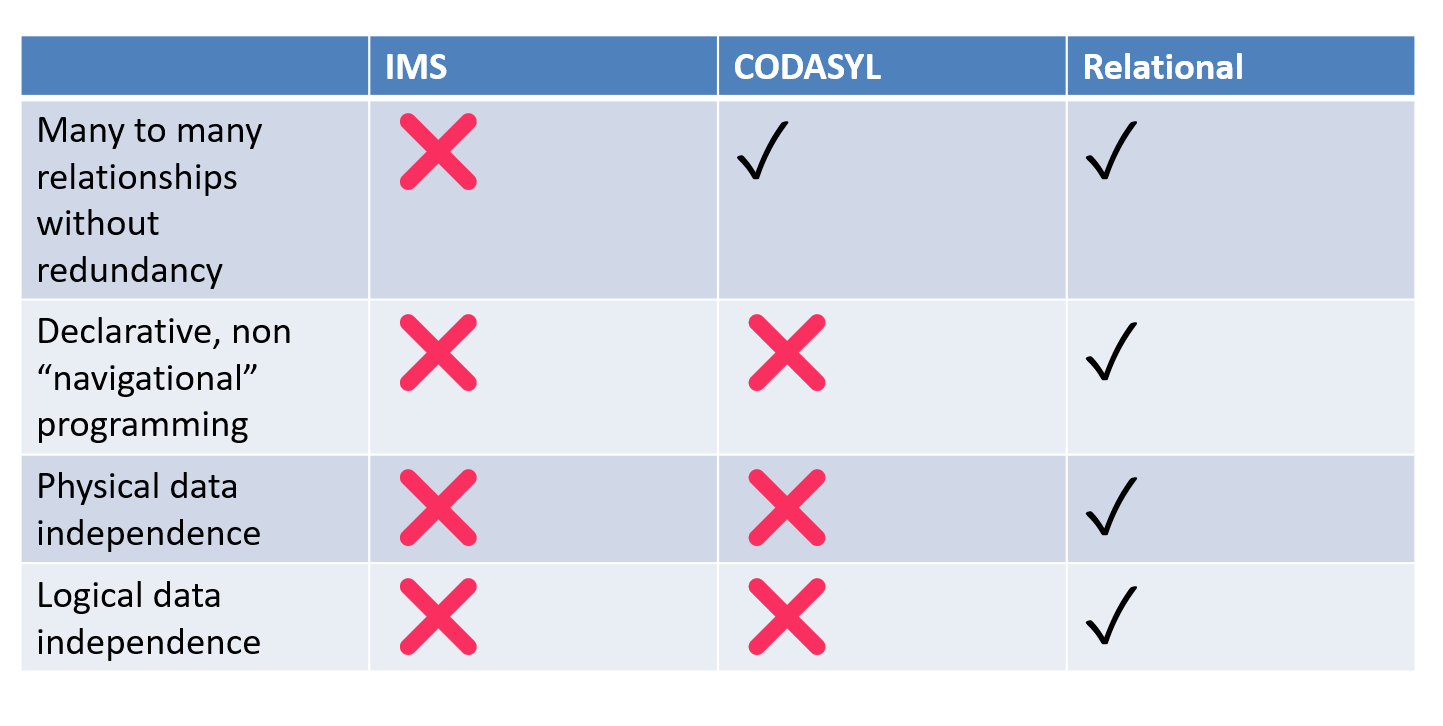 IMS CODASYL Relational
Many to many
relationships
without
redundancy
❌ ✓ ✓
Declarative, non
“navigational”
programming
❌ ❌ ✓
Physical data
independence
❌ ❌ ✓
Logical data
independence
❌ ❌ ✓